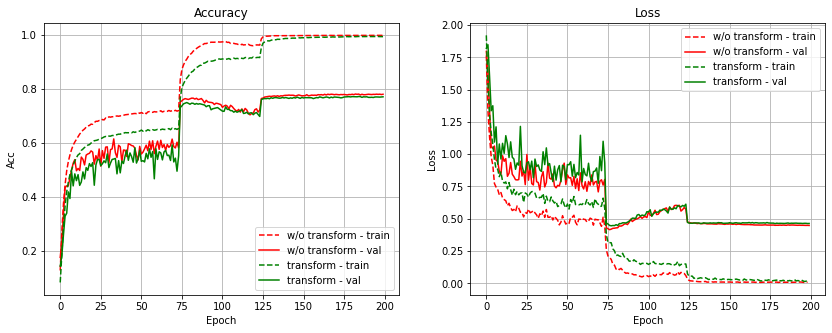 Accuracy
1.0
0.8
0.6
0.4
0.2
Acc
0
25
50
75
100
125
150
175
200
Epoch
w/o transform - train
w/o transform - val
transform - train
transform - val
Loss
2.00
1.75
1.50
1.25
1.00
0.75
0.50
0.25
0.00
Loss
0
25
50
75
100
125
150
175
200
Epoch
w/o transform - train
w/o transform - val
transform - train
transform - val